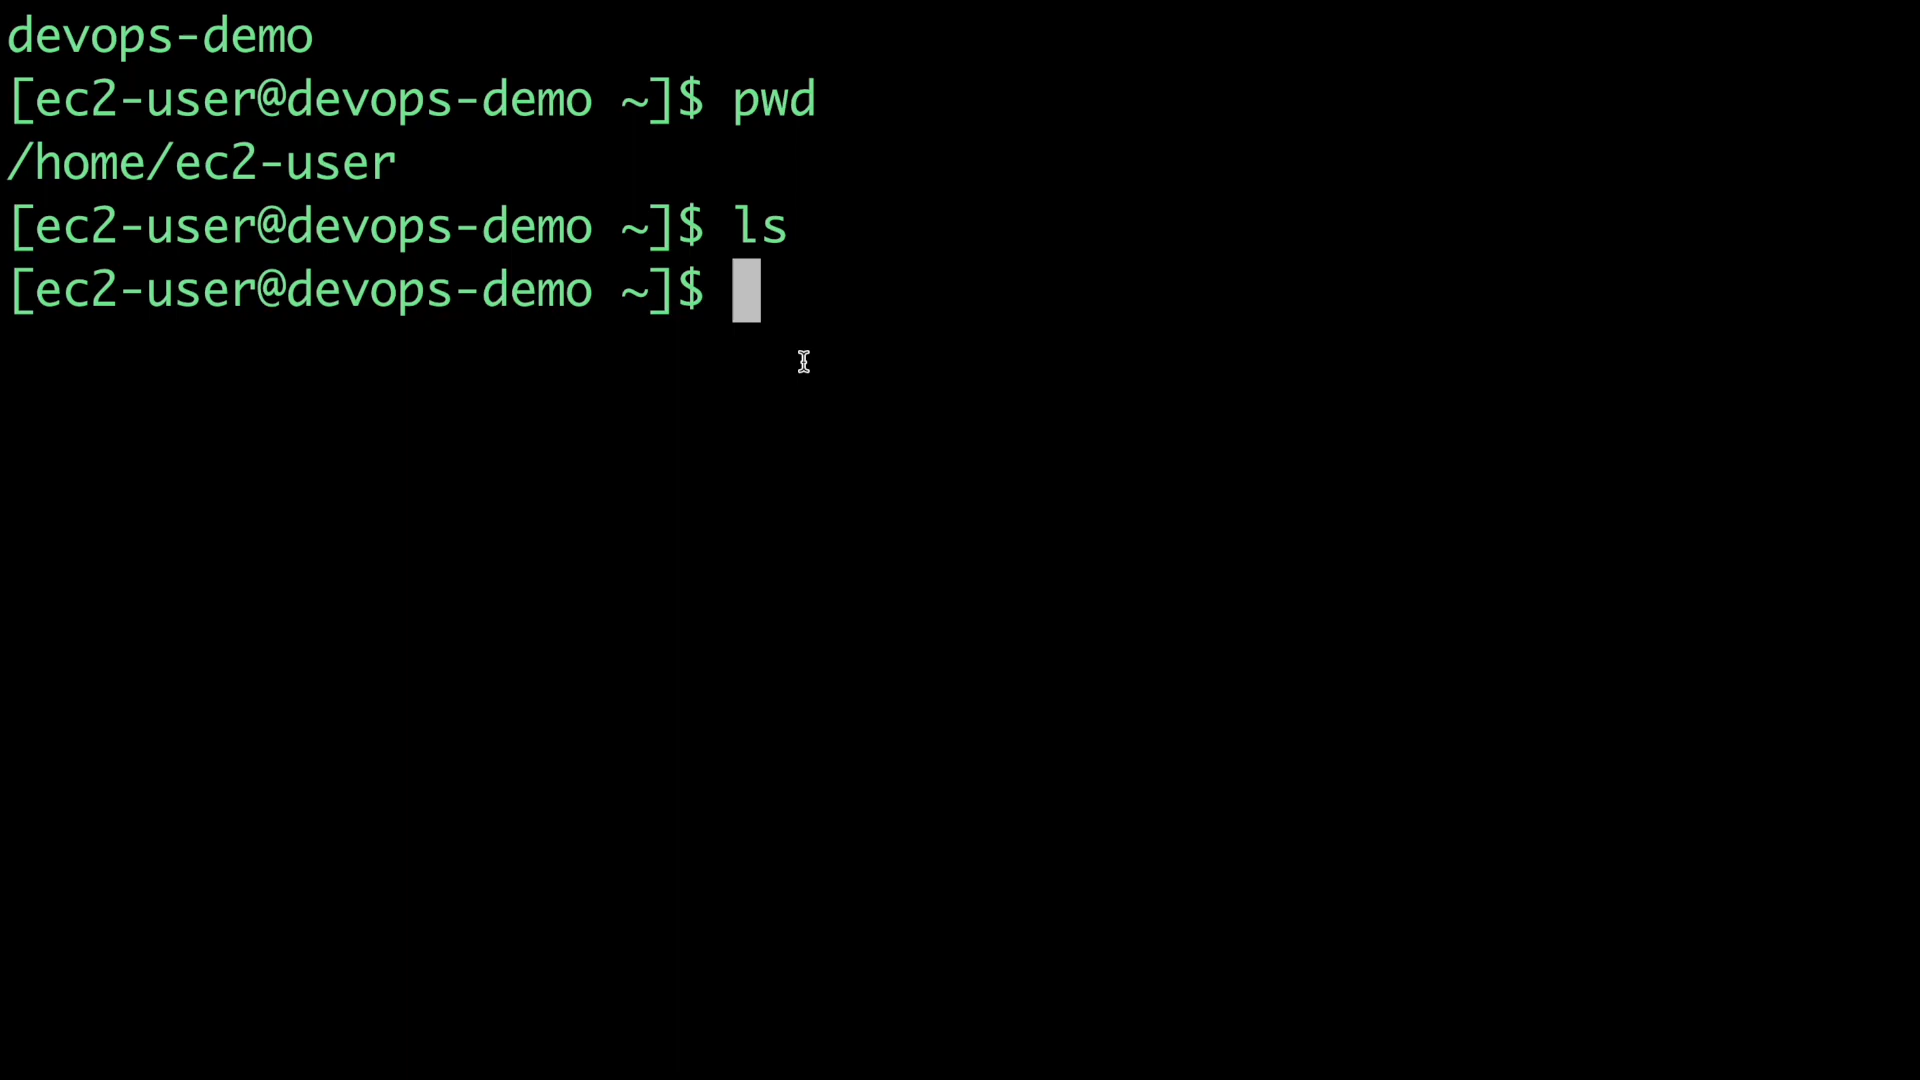 devops-demo
[ec2-user@devops-demo ~]$ pwd
/home/ec2-user
[ec2-user@devops-demo ~]$ ls
[ec2-user@devops-demo ~]$